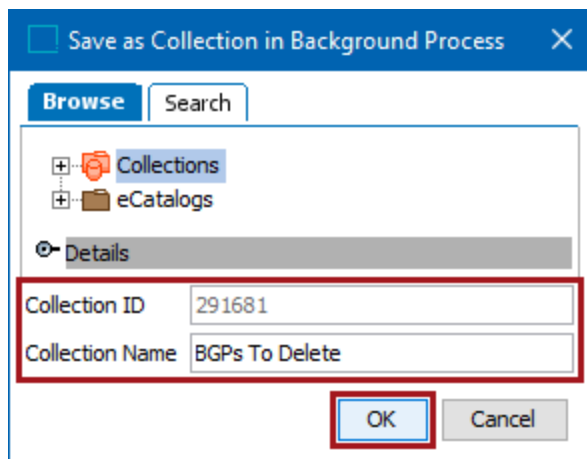 Save as Collection in Background Process
Browse Search
Collections
eCatalogs
Details
Collection ID 291681
Collection Name BGPs To Delete
OK Cancel